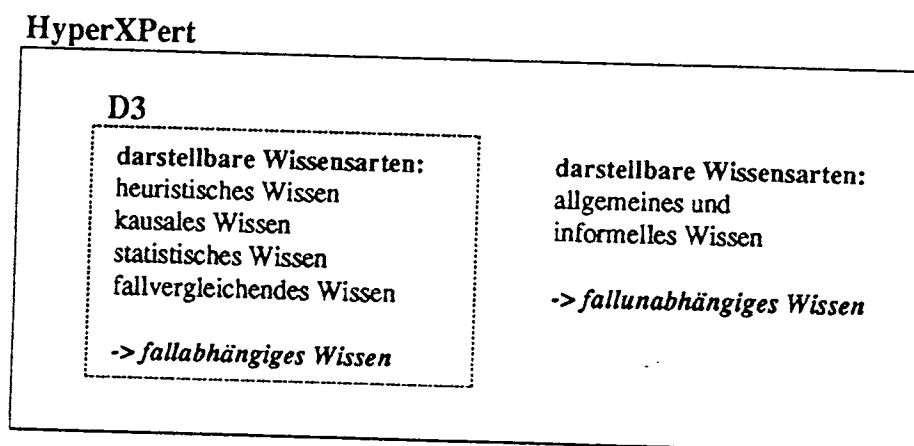 HyperXPert
D3
darstellbare Wissensarten:
heuristisches Wissen
kausales Wissen
statistisches Wissen
fallvergleichendes Wissen
-> fallabhängiges Wissen
darstellbare Wissensarten:
allgemeines und
informelles Wissen
-> fallunabhängiges Wissen